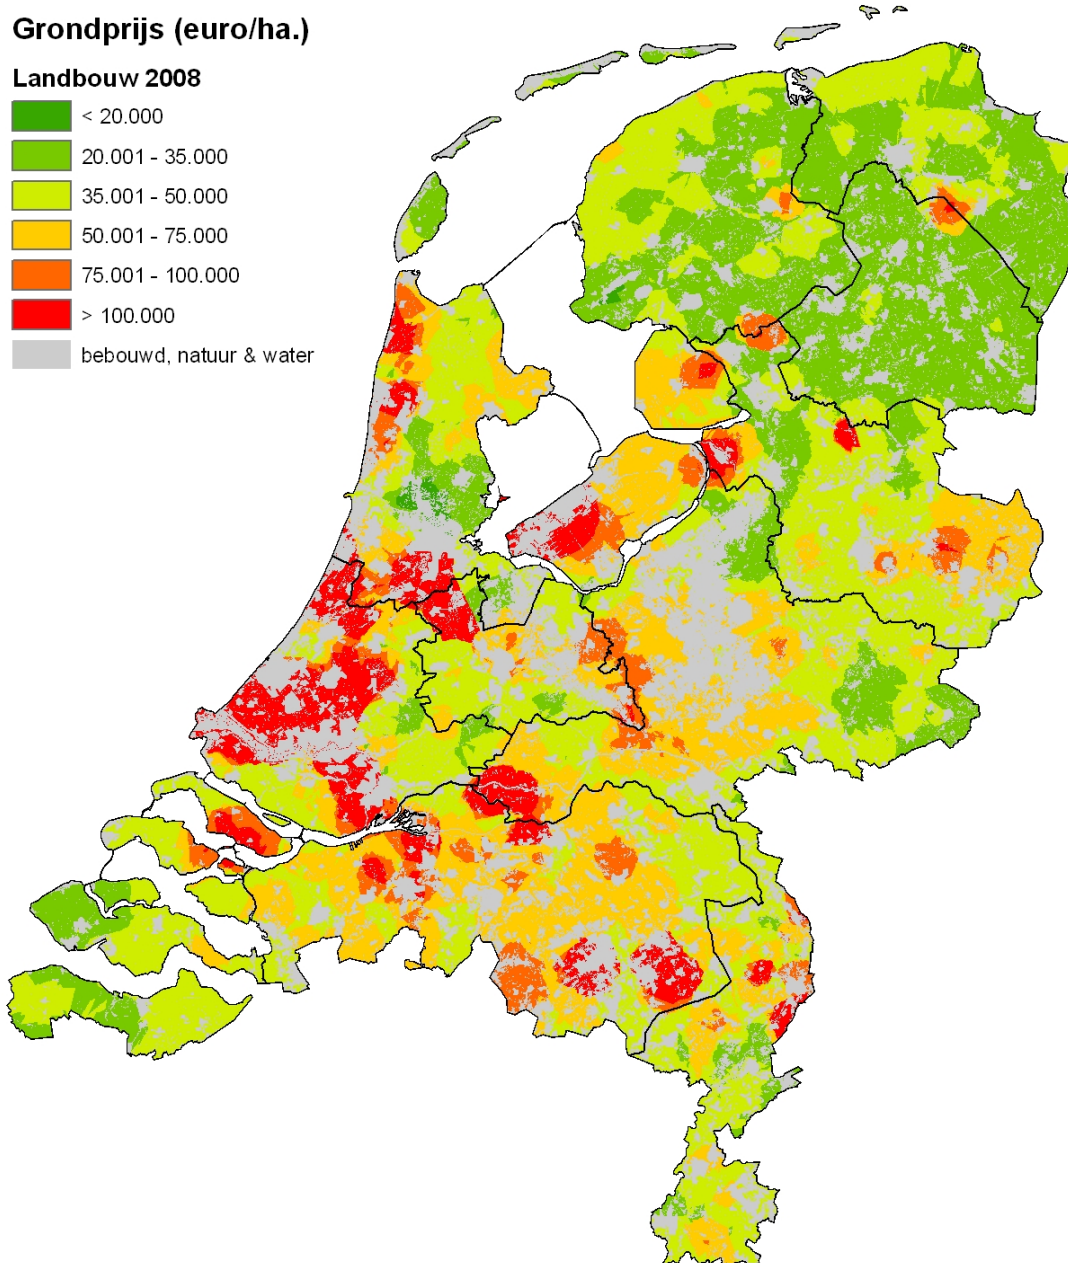 Grondprijs (euro/ha.)
Landbouw 2008
< 20.000
20.001 - 35.000
35.001 - 50.000
50.001 - 75.000
75.001 - 100.000
> 100.000
bebouwd, natuur & water